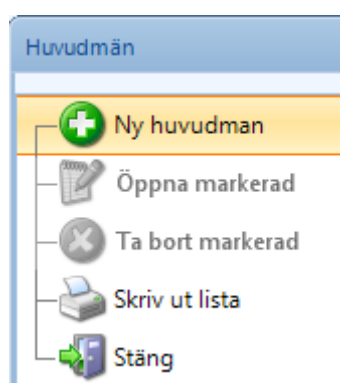 Huvudmän
Ny huvudman
Öppna markerad
Ta bort markerad
Skriv ut lista
Stäng